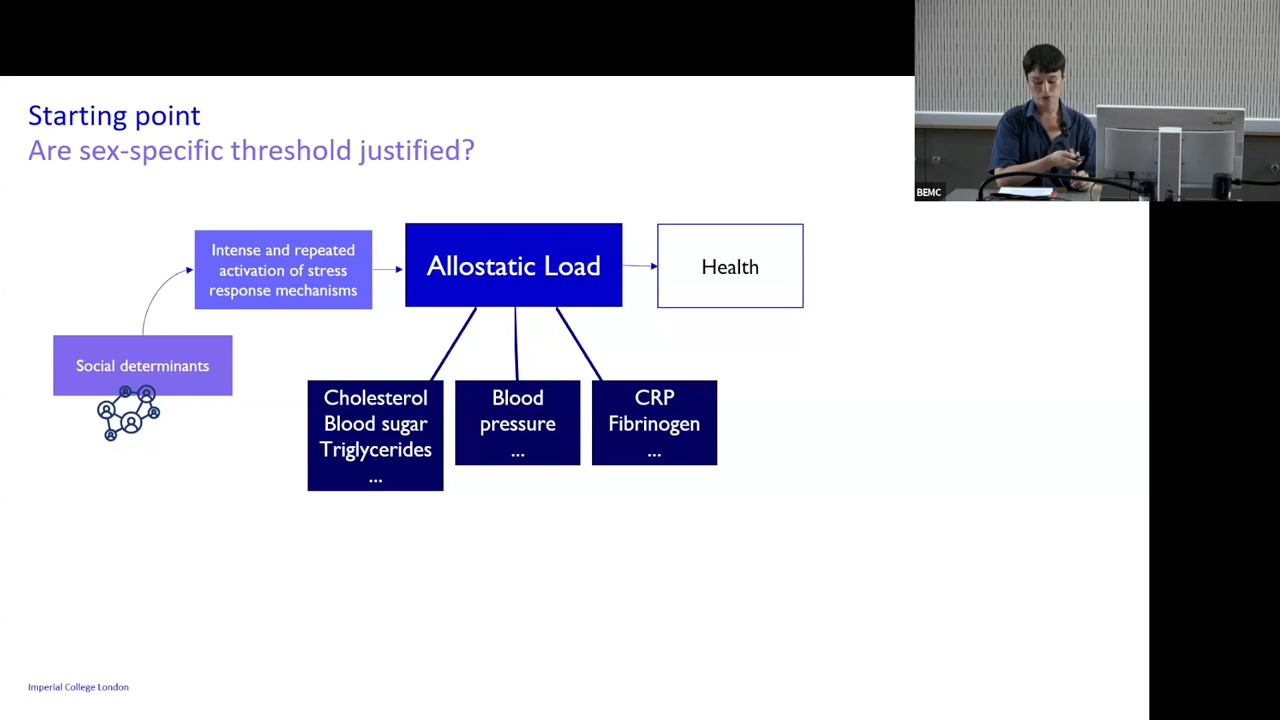 Starting point
Are sex-specific threshold justified?
BEMC
Intense and repeated
activation of stress
response mechanisms
Allostatic Load
Health
Social determinants
Cholesterol
Blood sugar
Triglycerides
...
Blood
pressure
...
CRP
Fibrinogen
...
Imperial College London